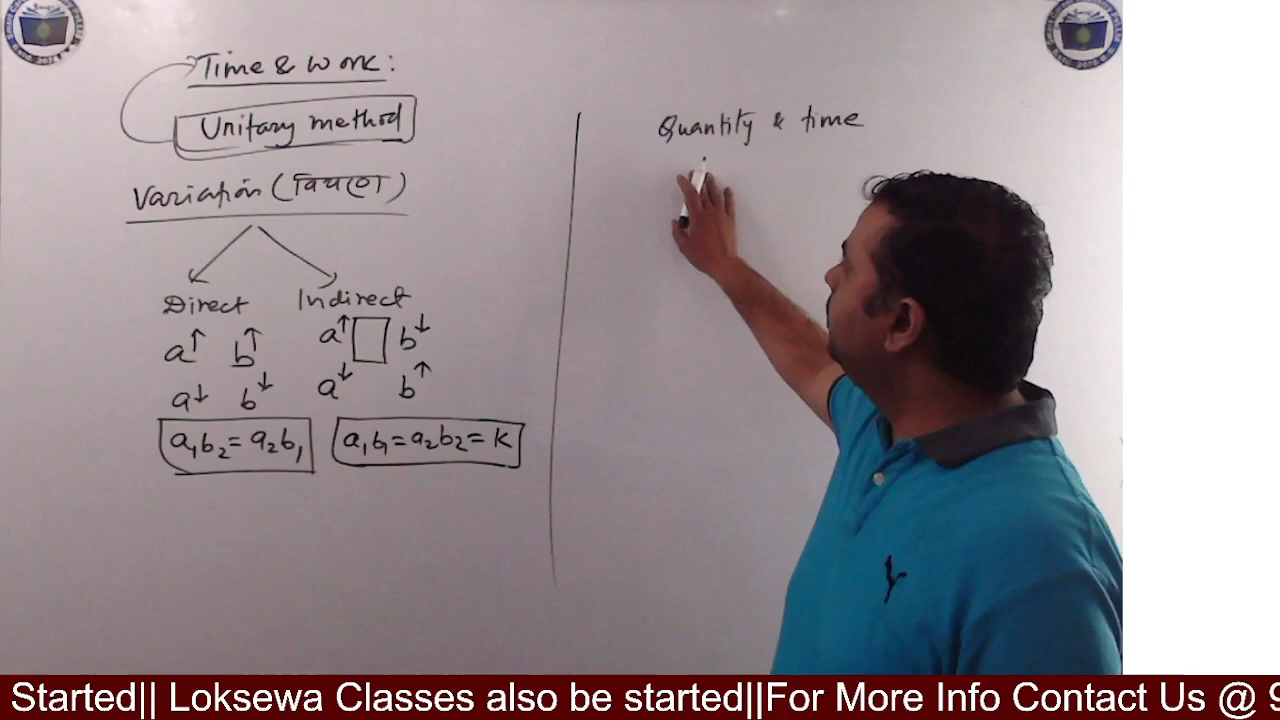 Time & work:
Unitary method
Variation (विचरण)
Direct Indirect
a↑ b↑ a↑ b↓
a↓ b↓ a↓ b↑
a₁b₂ = a₂b₁ a₁b₁ = a₂b₂ = k
Quantity & time
Started|| Loksewa Classes also be started||For More Info Contact Us @ 9